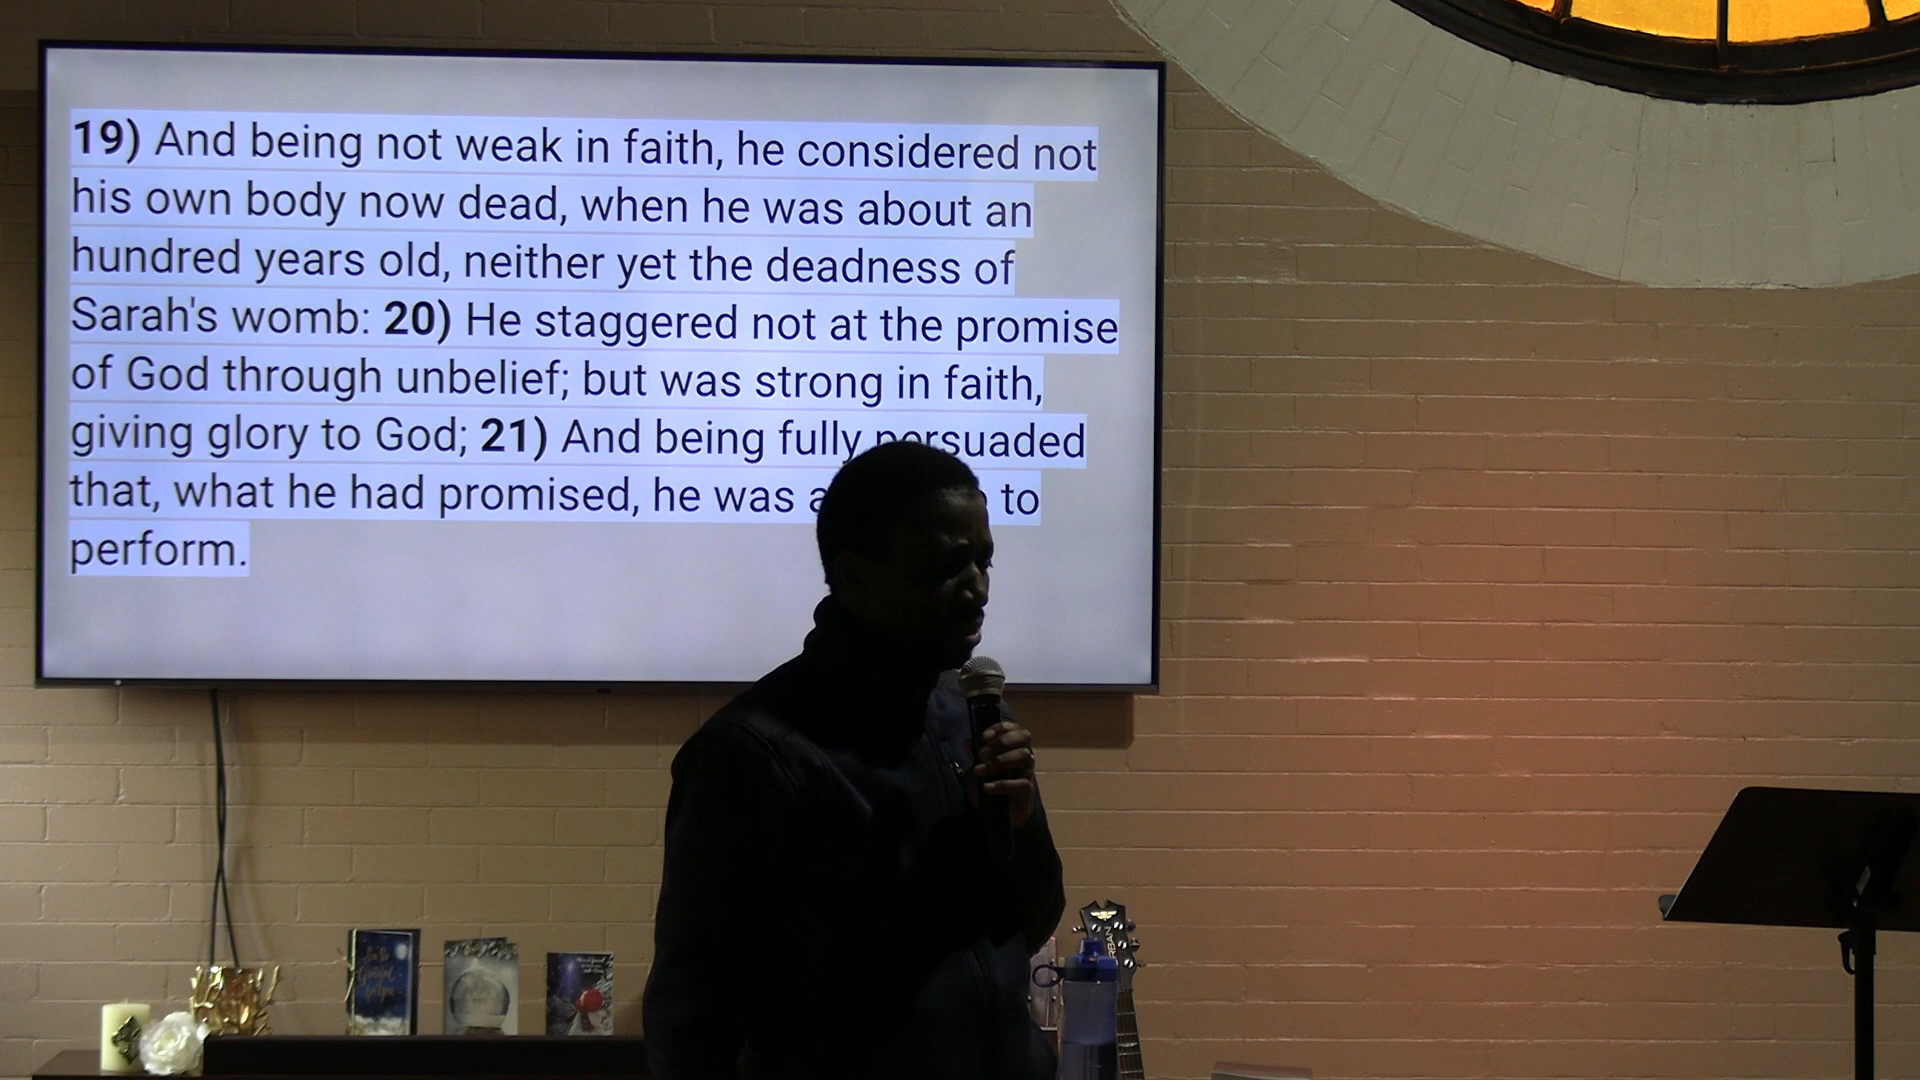 19) And being not weak in faith, he considered not
his own body now dead, when he was about an
hundred years old, neither yet the deadness of
Sarah's womb: 20) He staggered not at the promise
of God through unbelief; but was strong in faith,
giving glory to God; 21) And being fully persuaded
that, what he had promised, he was to
perform.